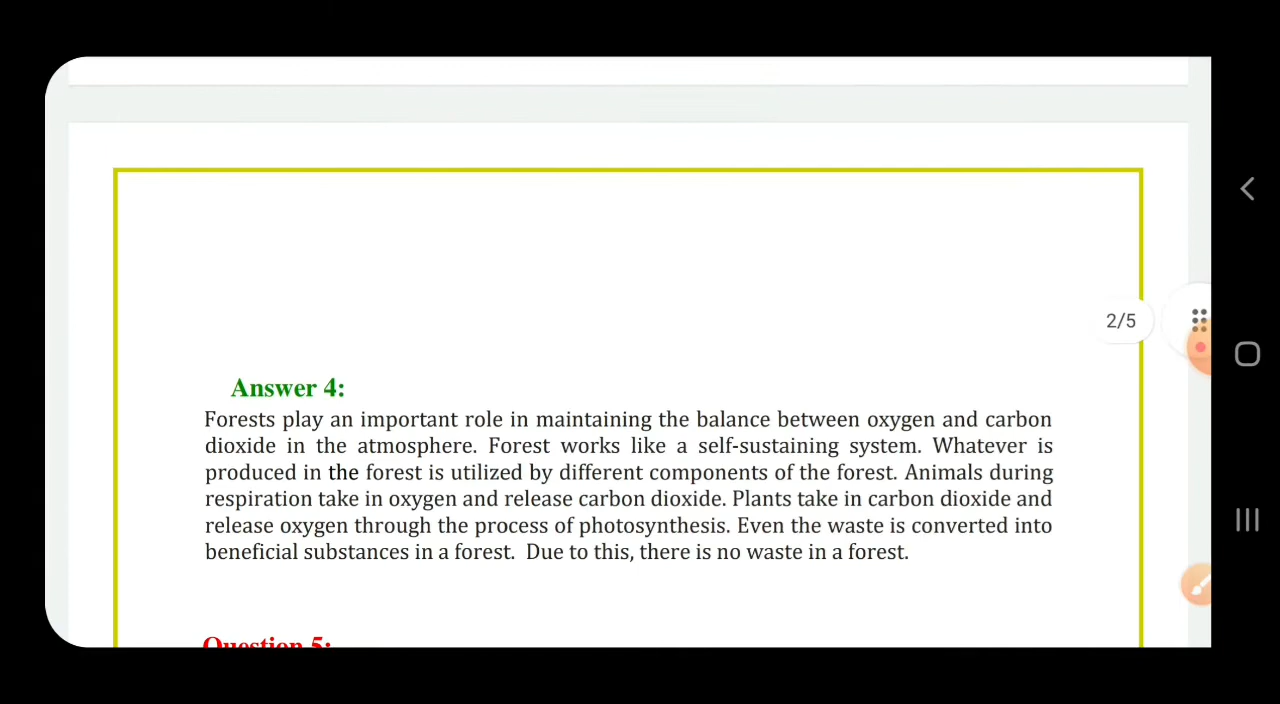 2/5
Answer 4:
Forests play an important role in maintaining the balance between oxygen and carbon
dioxide in the atmosphere. Forest works like a self-sustaining system. Whatever is
produced in the forest is utilized by different components of the forest. Animals during
respiration take in oxygen and release carbon dioxide. Plants take in carbon dioxide and
release oxygen through the process of photosynthesis. Even the waste is converted into
beneficial substances in a forest.  Due to this, there is no waste in a forest.
Question 5: